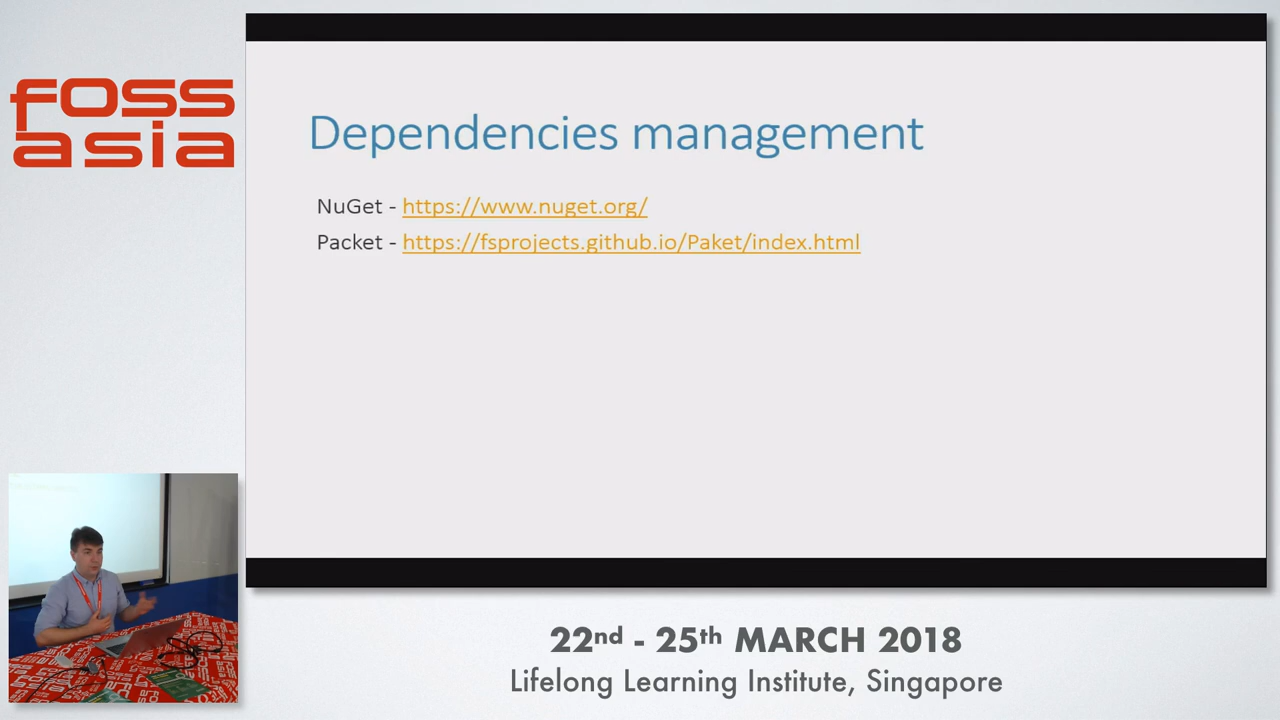 foss
asia
Dependencies management
NuGet - https://www.nuget.org/
Packet - https://fsprojects.github.io/Paket/index.html
22nd - 25th MARCH 2018
Lifelong Learning Institute, Singapore